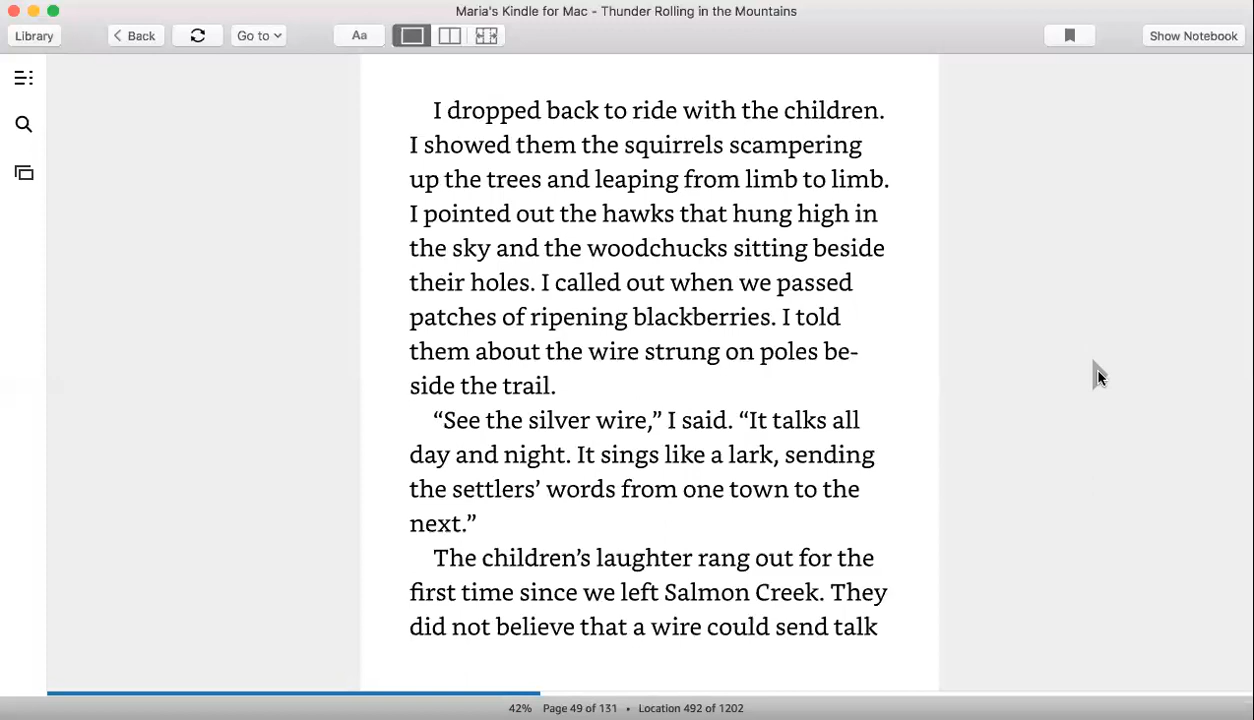 Maria's Kindle for Mac - Thunder Rolling in the Mountains
Library
Back
Go to
Aa
Show Notebook
I dropped back to ride with the children.
I showed them the squirrels scampering
up the trees and leaping from limb to limb.
I pointed out the hawks that hung high in
the sky and the woodchucks sitting beside
their holes. I called out when we passed
patches of ripening blackberries. I told
them about the wire strung on poles be-
side the trail.
“See the silver wire,” I said. “It talks all
day and night. It sings like a lark, sending
the settlers’ words from one town to the
next.”
The children’s laughter rang out for the
first time since we left Salmon Creek. They
did not believe that a wire could send talk
42% Page 49 of 131 • Location 492 of 1202